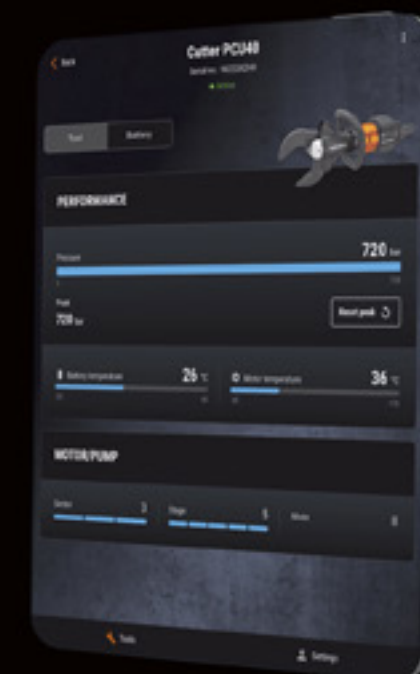 Back
Cutter PCU40
Tool
Battery
PERFORMANCE
Pressure
720 bar
Peak
720 bar
Reset peak
Battery temperature
26 °C
Motor temperature
36 °C
MOTOR/PUMP
3
Stage
5
Mode
Tools
Settings